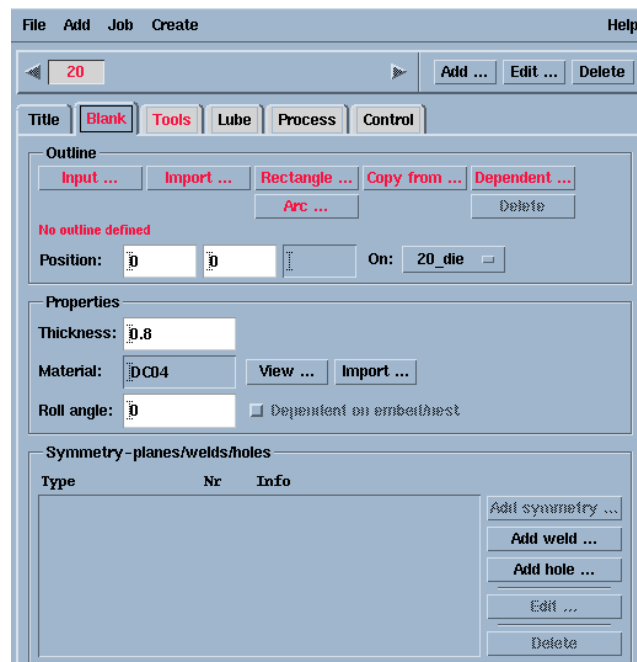 File Add Job Create Help
20 Add ... Edit ... Delete
Title Blank Tools Lube Process Control
Outline
Input ... Import ... Rectangle ... Copy from ... Dependent ...
Arc ... Delete
No outline defined
Position: 0 0 On: 20_die
Properties
Thickness: 0.8
Material: DC04 View ... Import ...
Roll angle: 0 Dependent on embed/nest
Symmetry-planes/welds/holes
Type Nr Info
Add symmetry ...
Add weld ...
Add hole ...
Edit ...
Delete